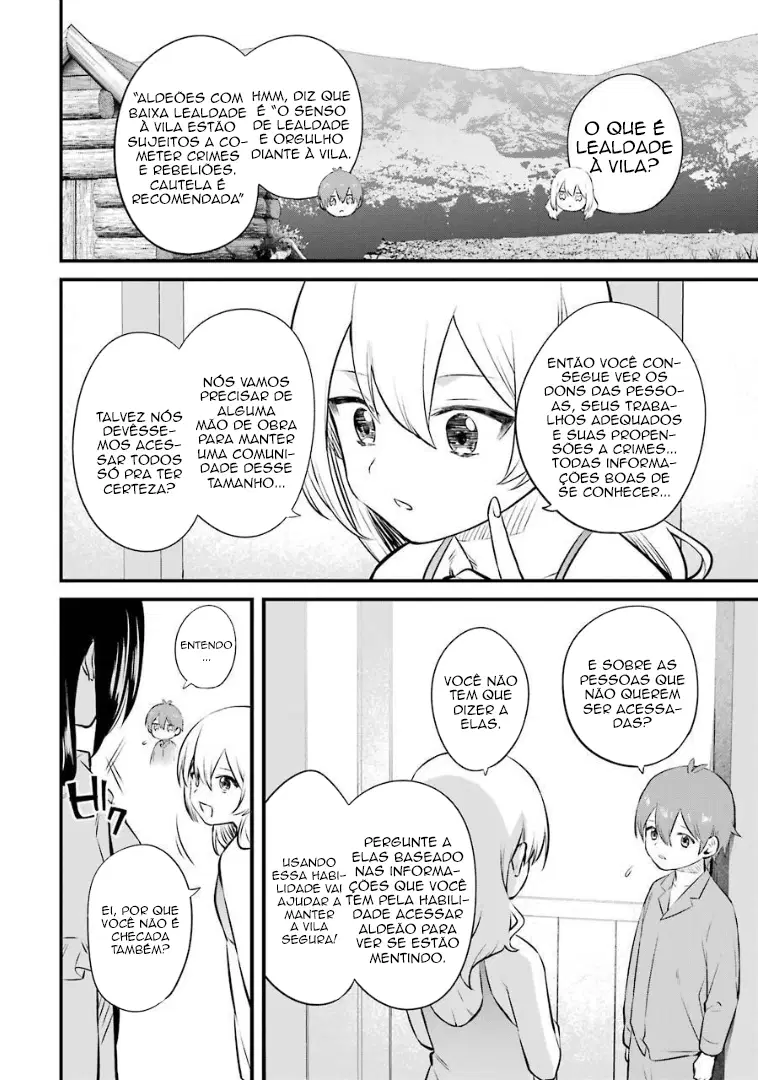 O QUE É
LEALDADE
À VILA?
HMM, DIZ QUE
É “O SENSO
DE LEALDADE
E ORGULHO
DIANTE À VILA.
“ALDEÕES COM
BAIXA LEALDADE
À VILA ESTÃO
SUJEITOS A CO-
METER CRIMES
E REBELIÕES.
CAUTELA É
RECOMENDADA”
ENTÃO VOCÊ CON-
SEGUE VER OS
DONS DAS PESSO-
AS, SEUS TRABA-
LHOS ADEQUADOS
E SUAS PROPEN-
SÕES A CRIMES...
TODAS INFORMA-
ÇÕES BOAS DE
SE CONHECER...
NÓS VAMOS
PRECISAR DE
ALGUMA
MÃO DE OBRA
PARA MANTER
UMA COMUNI-
DADE DESSE
TAMANHO...
TALVEZ NÓS
DEVÊSSE-
MOS ACES-
SAR TODOS
SÓ PRA TER
CERTEZA?
E SOBRE AS
PESSOAS QUE
NÃO QUEREM
SER ACESSA-
DAS?
VOCÊ NÃO
TEM QUE
DIZER A
ELAS.
PERGUNTE A
ELAS BASEADO
NAS INFORMA-
ÇÕES QUE VOCÊ
TEM PELA HABILI-
DADE ACESSAR
ALDEÃO PARA
VER SE ESTÃO
MENTINDO.
USANDO
ESSA HABI-
LIDADE VAI
AJUDAR A
MANTER
A VILA
SEGURA!
ENTENDO
...
ビク
EI, POR QUE
VOCÊ NÃO É
CHECADA
TAMBÉM?